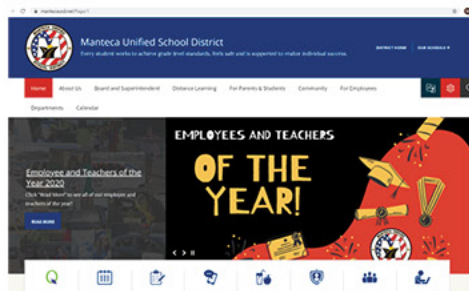 mantecausd.net
Manteca Unified School District
Every student works to achieve grade level standards, feels safe and is supported to realize individual success.
DISTRICT HOME
OUR SCHOOLS
Home
About Us
Board and Superintendent
Distance Learning
For Parents & Students
Community
For Employees
Departments
Calendar
EMPLOYEES AND TEACHERS
OF THE
YEAR!
Employee and Teachers of the
Year 2020
Click "Read More" to see all of our employee and
teachers of the year!
READ MORE